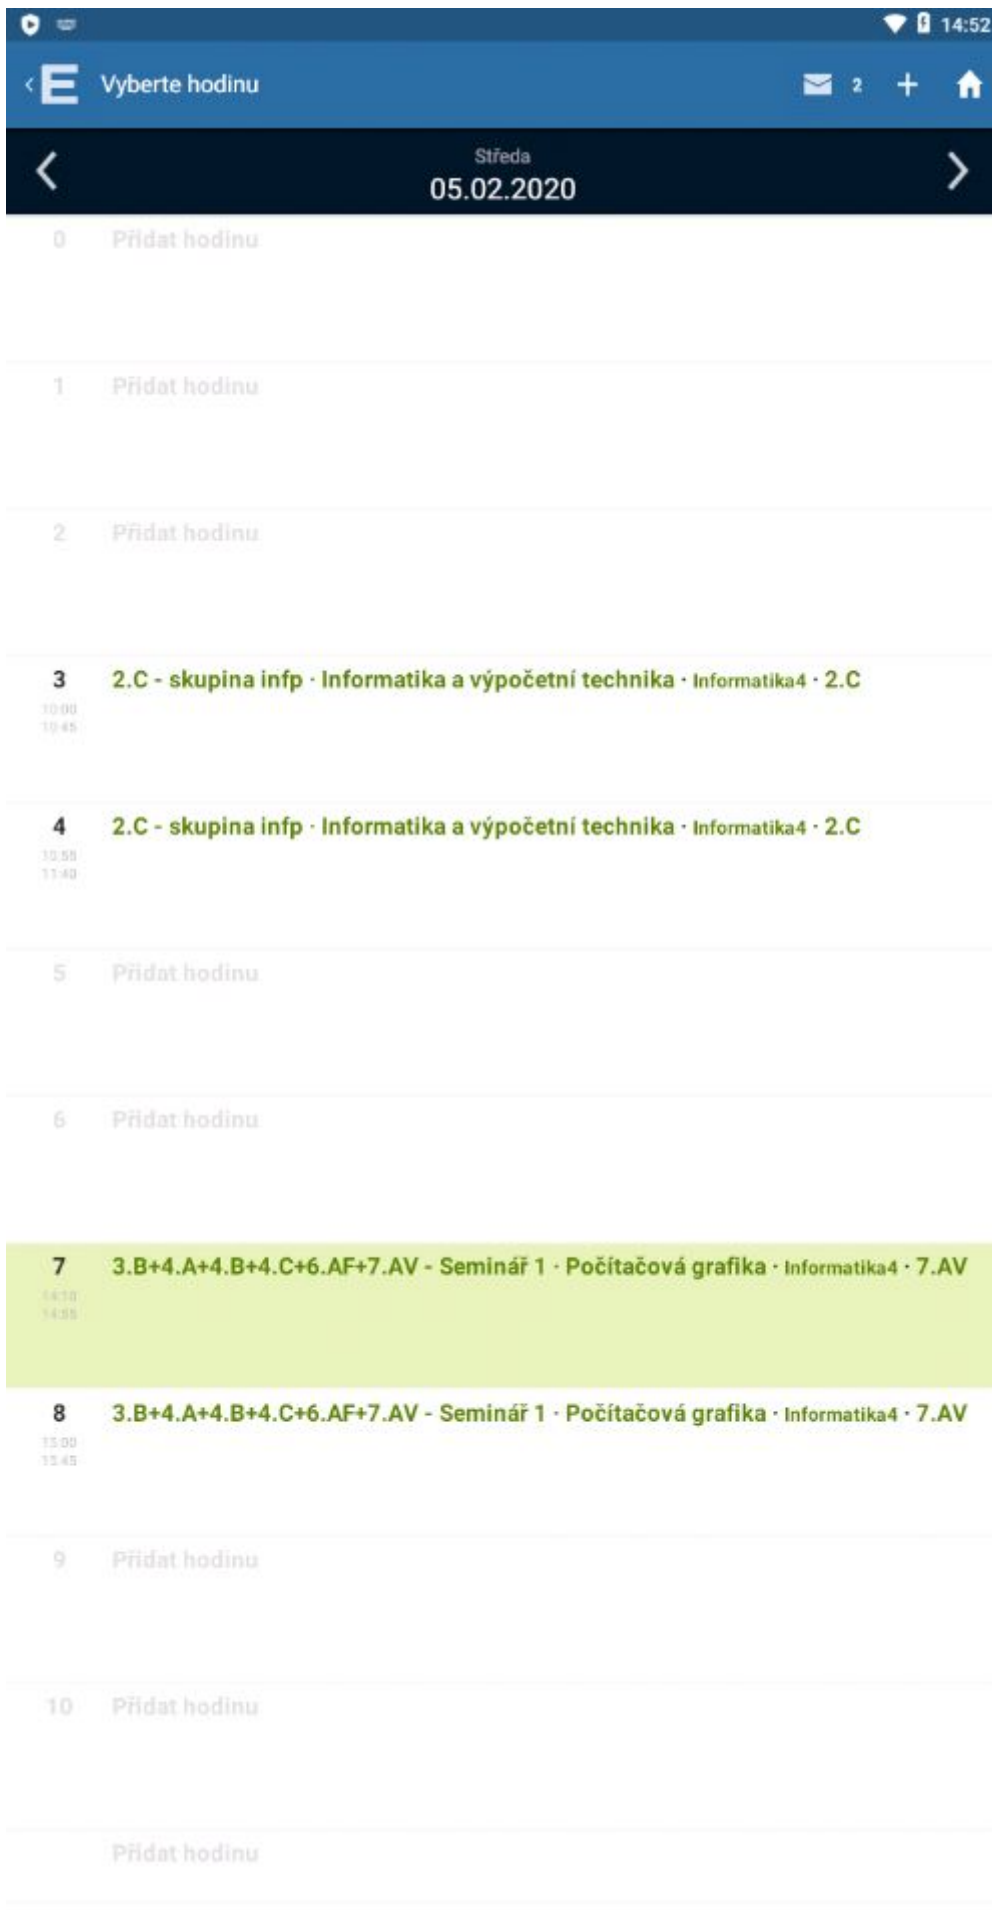 14:52
E Vyberte hodinu 2
Středa
05.02.2020
0 Přidat hodinu
1 Přidat hodinu
2 Přidat hodinu
3 2.C - skupina infp · Informatika a výpočetní technika · Informatika4 · 2.C
10:00
10:45
4 2.C - skupina infp · Informatika a výpočetní technika · Informatika4 · 2.C
10:55
11:40
5 Přidat hodinu
6 Přidat hodinu
7 3.B+4.A+4.B+4.C+6.AF+7.AV - Seminář 1 · Počítačová grafika · Informatika4 · 7.AV
14:10
14:55
8 3.B+4.A+4.B+4.C+6.AF+7.AV - Seminář 1 · Počítačová grafika · Informatika4 · 7.AV
15:00
15:45
9 Přidat hodinu
10 Přidat hodinu
Přidat hodinu